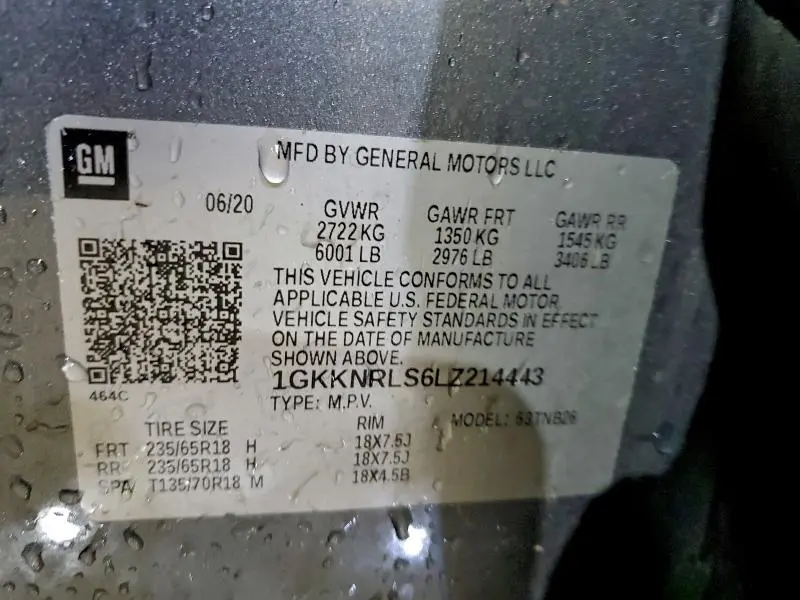 GM
MFD BY GENERAL MOTORS LLC
06/20
GVWR GAWR FRT GAWR RR
2722 KG 1350 KG 1545 KG
6001 LB 2976 LB 3406 LB
THIS VEHICLE CONFORMS TO ALL
APPLICABLE U.S. FEDERAL MOTOR
VEHICLE SAFETY STANDARDS IN EFFECT
ON THE DATE OF MANUFACTURE
SHOWN ABOVE.
1GKKNRLS6LZ214443
464C
TYPE: M.P.V. MODEL: 53TNB26
TIRE SIZE RIM
FRT 235/65R18 H 18X7.5J
RR 235/65R18 H 18X7.5J
SPA T135/70R18 M 18X4.5B